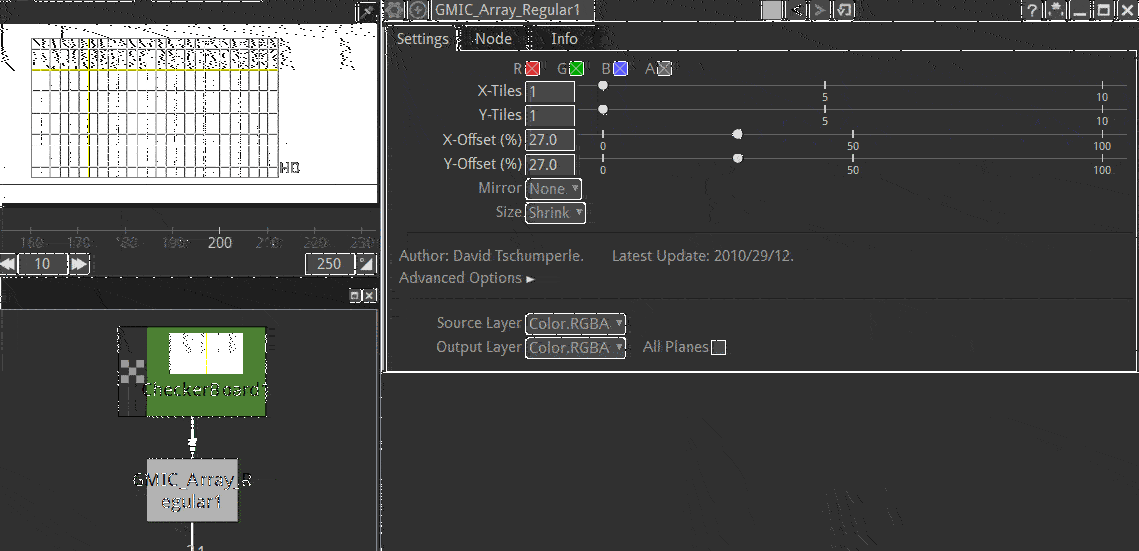 GMIC_Array_Regular1
Settings Node Info
R G B A
X-Tiles 1 5 10
Y-Tiles 1 5 10
X-Offset (%) 27.0 0 50 100
Y-Offset (%) 27.0 0 50 100
Mirror None
Size Shrink
Author: David Tschumperle. Latest Update: 2010/29/12.
Advanced Options
Source Layer Color.RGBA
Output Layer Color.RGBA All Planes
HD
160 170 180 190 200 210 220 230
10 250
CheckerBoard1
GMIC_Array_R
egular1